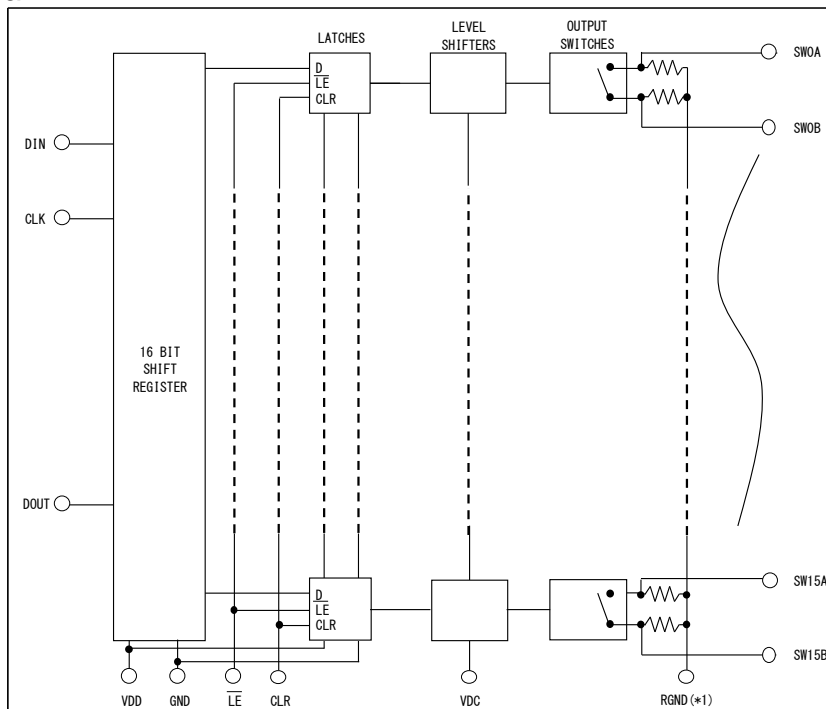 LATCHES
LEVEL
SHIFTERS
OUTPUT
SWITCHES
D
LE
CLR
SW0A
SW0B
DIN
CLK
16 BIT
SHIFT
REGISTER
DOUT
D
LE
CLR
SW15A
SW15B
VDD
GND
LE
CLR
VDC
RGND(*1)